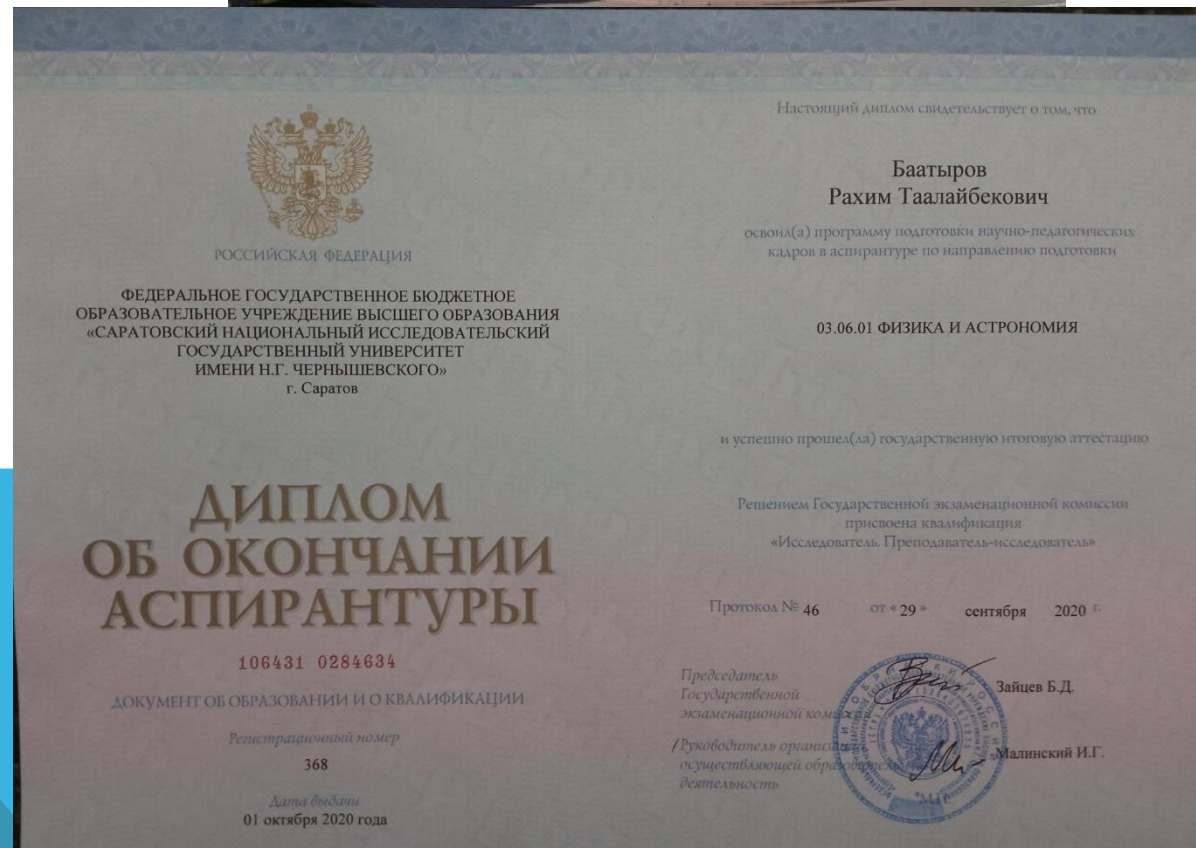 РОССИЙСКАЯ ФЕДЕРАЦИЯ
ФЕДЕРАЛЬНОЕ ГОСУДАРСТВЕННОЕ БЮДЖЕТНОЕ
ОБРАЗОВАТЕЛЬНОЕ УЧРЕЖДЕНИЕ ВЫСШЕГО ОБРАЗОВАНИЯ
«САРАТОВСКИЙ НАЦИОНАЛЬНЫЙ ИССЛЕДОВАТЕЛЬСКИЙ
ГОСУДАРСТВЕННЫЙ УНИВЕРСИТЕТ
ИМЕНИ Н.Г. ЧЕРНЫШЕВСКОГО»
г. Саратов
ДИПЛОМ
ОБ ОКОНЧАНИИ
АСПИРАНТУРЫ
106431 0284634
ДОКУМЕНТ ОБ ОБРАЗОВАНИИ И О КВАЛИФИКАЦИИ
Регистрационный номер
368
Дата выдачи
01 октября 2020 года
Настоящий диплом свидетельствует о том, что
Баатыров
Рахим Таалайбекович
освоил(а) программу подготовки научно-педагогических
кадров в аспирантуре по направлению подготовки
03.06.01 ФИЗИКА И АСТРОНОМИЯ
и успешно прошел(ла) государственную итоговую аттестацию
Решением Государственной экзаменационной комиссии
присвоена квалификация
«Исследователь. Преподаватель-исследователь»
Протокол № 46 от «29» сентября 2020 г.
Председатель
Государственной
экзаменационной Зайцев Б.Д.
/Руководитель
осуществляющей Малинский И.Г.
деятельность
М.П.